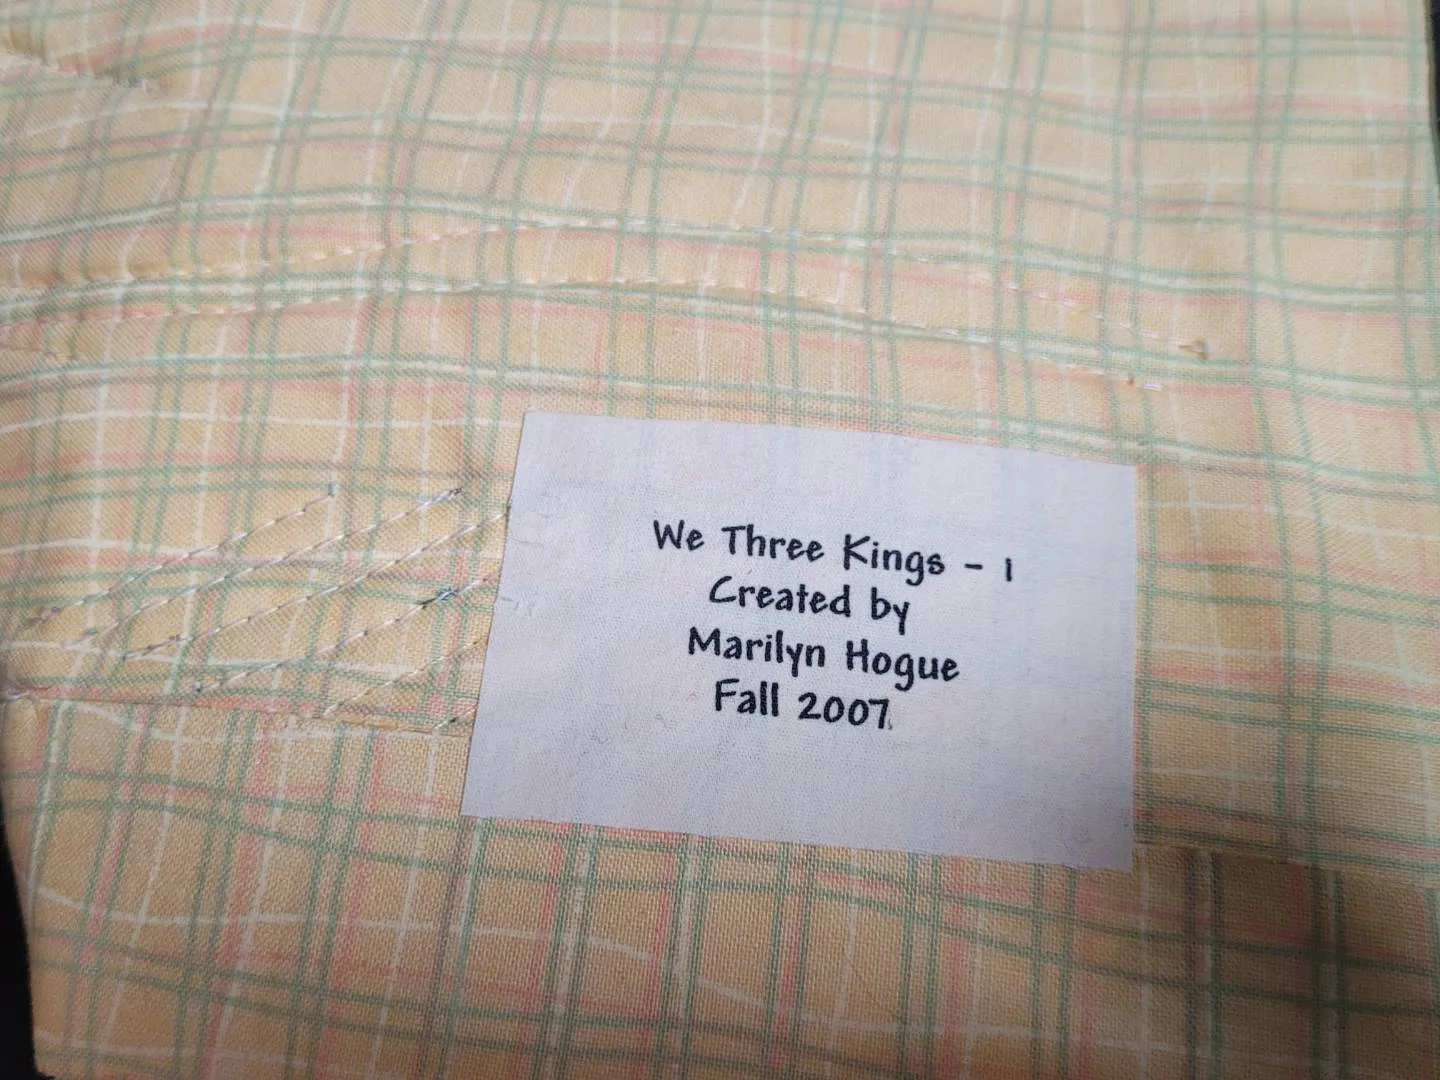 We Three Kings - 1
Created by
Marilyn Hogue
Fall 2007